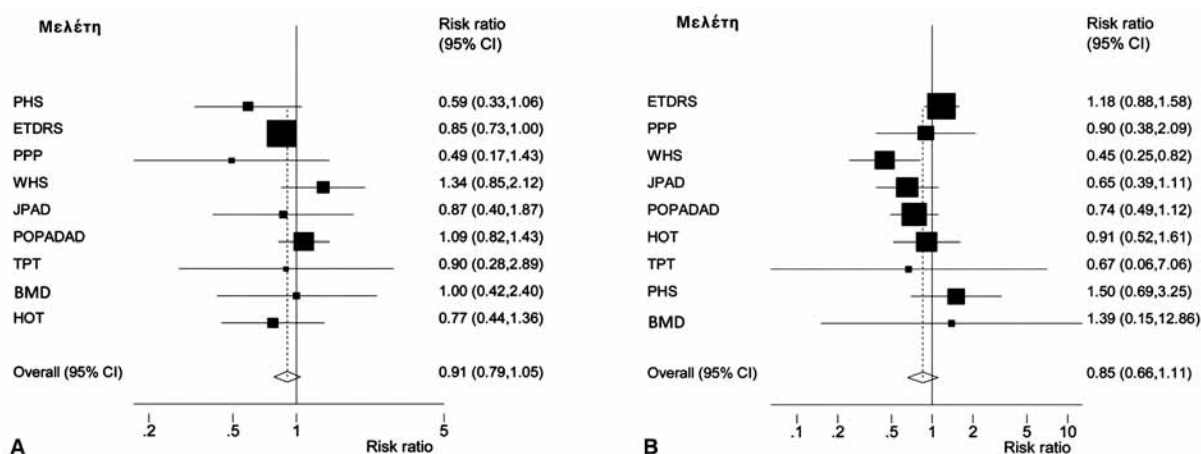 Μελέτη
Risk ratio
(95% CI)
PHS 0.59 (0.33,1.06)
ETDRS 0.85 (0.73,1.00)
PPP 0.49 (0.17,1.43)
WHS 1.34 (0.85,2.12)
JPAD 0.87 (0.40,1.87)
POPADAD 1.09 (0.82,1.43)
TPT 0.90 (0.28,2.89)
BMD 1.00 (0.42,2.40)
HOT 0.77 (0.44,1.36)
Overall (95% CI) 0.91 (0.79,1.05)
.2 .5 1 5
Risk ratio
A
Μελέτη
Risk ratio
(95% CI)
ETDRS 1.18 (0.88,1.58)
PPP 0.90 (0.38,2.09)
WHS 0.45 (0.25,0.82)
JPAD 0.65 (0.39,1.11)
POPADAD 0.74 (0.49,1.12)
HOT 0.91 (0.52,1.61)
TPT 0.67 (0.06,7.06)
PHS 1.50 (0.69,3.25)
BMD 1.39 (0.15,12.86)
Overall (95% CI) 0.85 (0.66,1.11)
.1 .5 1 2 5 10
Risk ratio
B